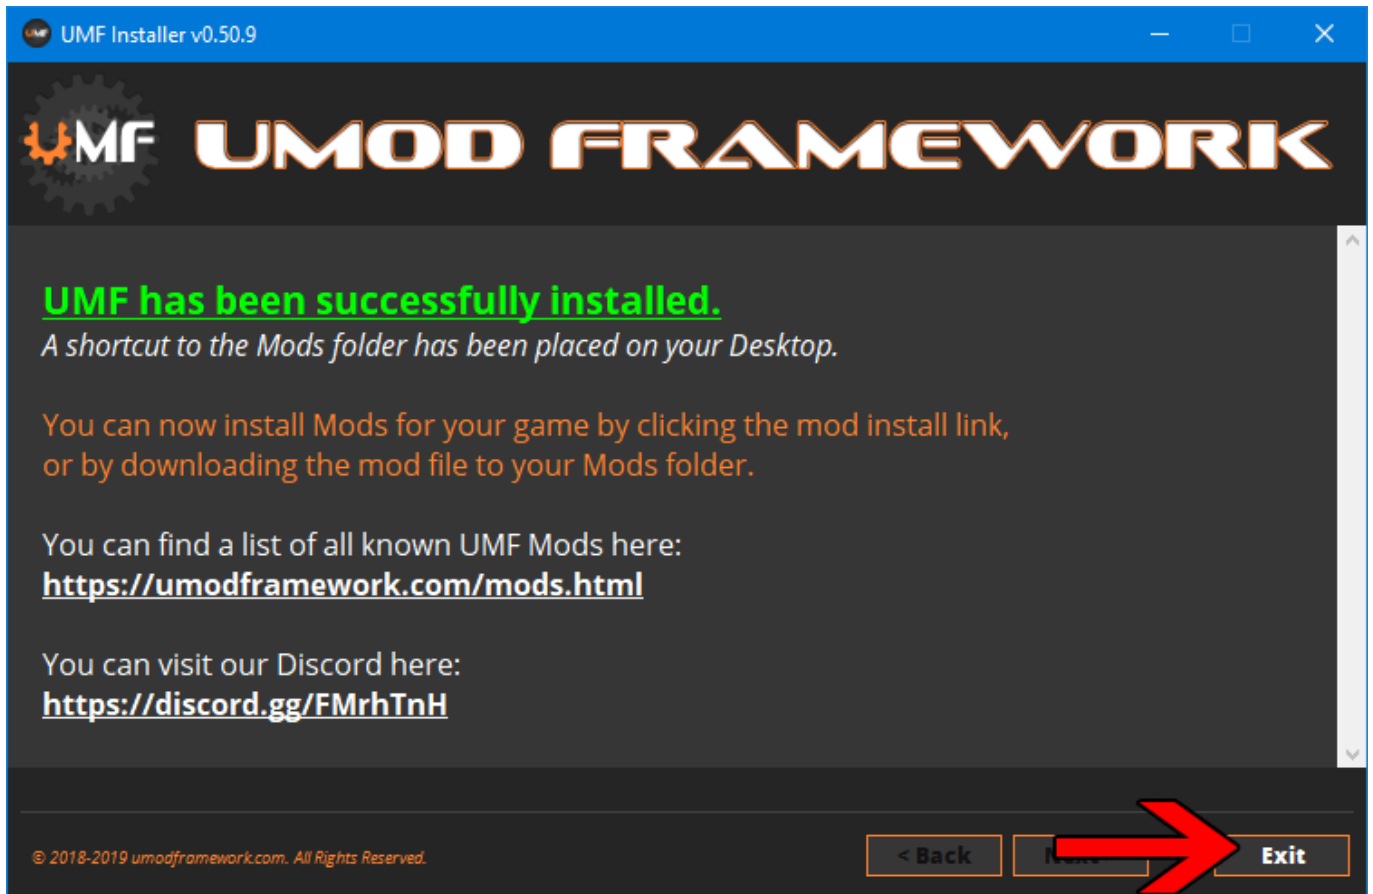 UMF Installer v0.50.9
UMF
UMOD FRAMEWORK
UMF has been successfully installed.
A shortcut to the Mods folder has been placed on your Desktop.
You can now install Mods for your game by clicking the mod install link,
or by downloading the mod file to your Mods folder.
You can find a list of all known UMF Mods here:
https://umodframework.com/mods.html
You can visit our Discord here:
https://discord.gg/FMrhTnH
© 2018-2019 umodframework.com. All Rights Reserved.
< Back
Exit